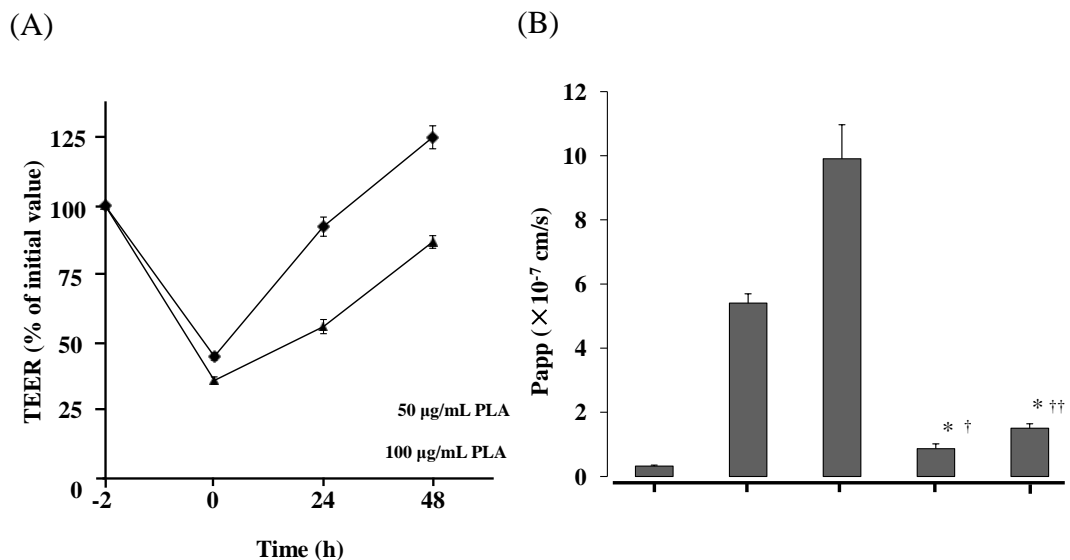 (A)
TEER (% of initial value)
125
100
75
50
25
0
-2
0
24
48
50 µg/mL PLA
100 µg/mL PLA
Time (h)
(B)
Papp (×10⁻⁷ cm/s)
12
10
8
6
4
2
0
* †
* ††